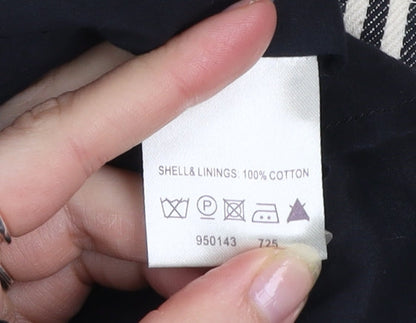 SHELL& LININGS: 100% COTTON
P
950143 725